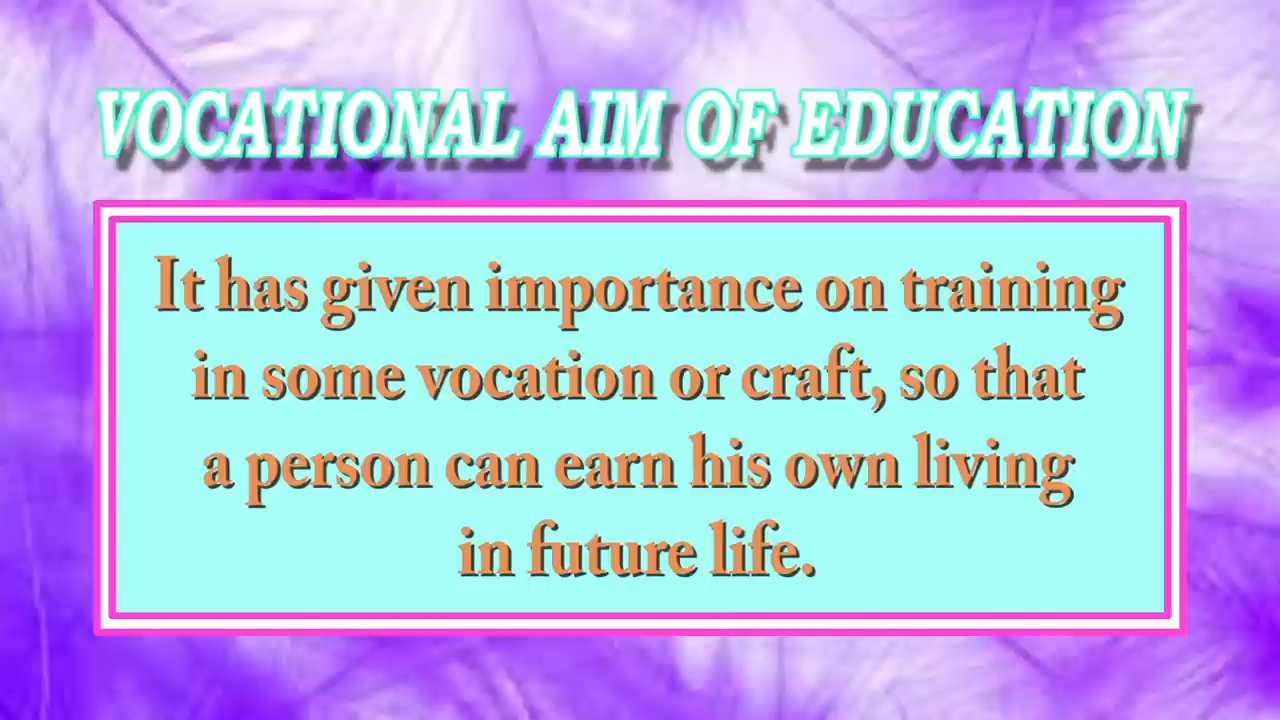 VOCATIONAL AIM OF EDUCATION
It has given importance on training
in some vocation or craft, so that
a person can earn his own living
in future life.